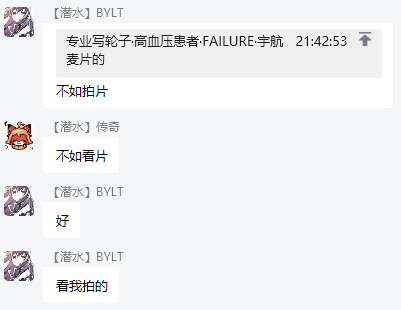 【潜水】BYLT
专业写轮子·高血压患者·FAILURE·宇航 21:42:53
麦片的
不如拍片
【潜水】传奇
不如看片
【潜水】BYLT
好
【潜水】BYLT
看我拍的